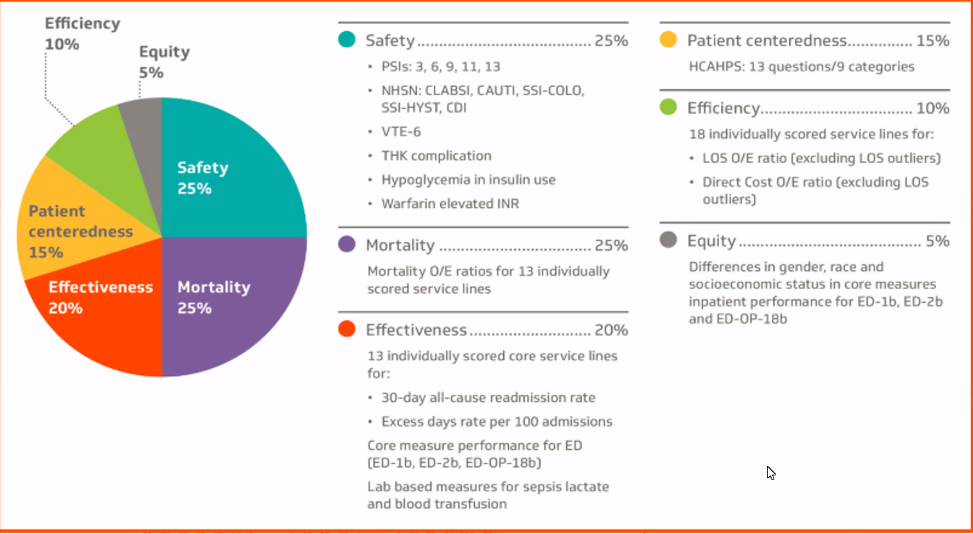 Efficiency
10%
Equity
5%
Safety
25%
Patient
centeredness
15%
Effectiveness
20%
Mortality
25%
Safety.................................... 25%
• PSIs: 3, 6, 9, 11, 13
• NHSN: CLABSI, CAUTI, SSI-COLO,
SSI-HYST, CDI
• VTE-6
• THK complication
• Hypoglycemia in insulin use
• Warfarin elevated INR
Mortality ............................... 25%
Mortality O/E ratios for 13 individually
scored service lines
Effectiveness......................... 20%
13 individually scored core service lines
for:
• 30-day all-cause readmission rate
• Excess days rate per 100 admissions
Core measure performance for ED
(ED-1b, ED-2b, ED-OP-18b)
Lab based measures for sepsis lactate
and blood transfusion
Patient centeredness............. 15%
HCAHPS: 13 questions/9 categories
Efficiency................................ 10%
18 individually scored service lines for:
• LOS O/E ratio (excluding LOS outliers)
• Direct Cost O/E ratio (excluding LOS
outliers)
Equity...................................... 5%
Differences in gender, race and
socioeconomic status in core measures
inpatient performance for ED-1b, ED-2b
and ED-OP-18b